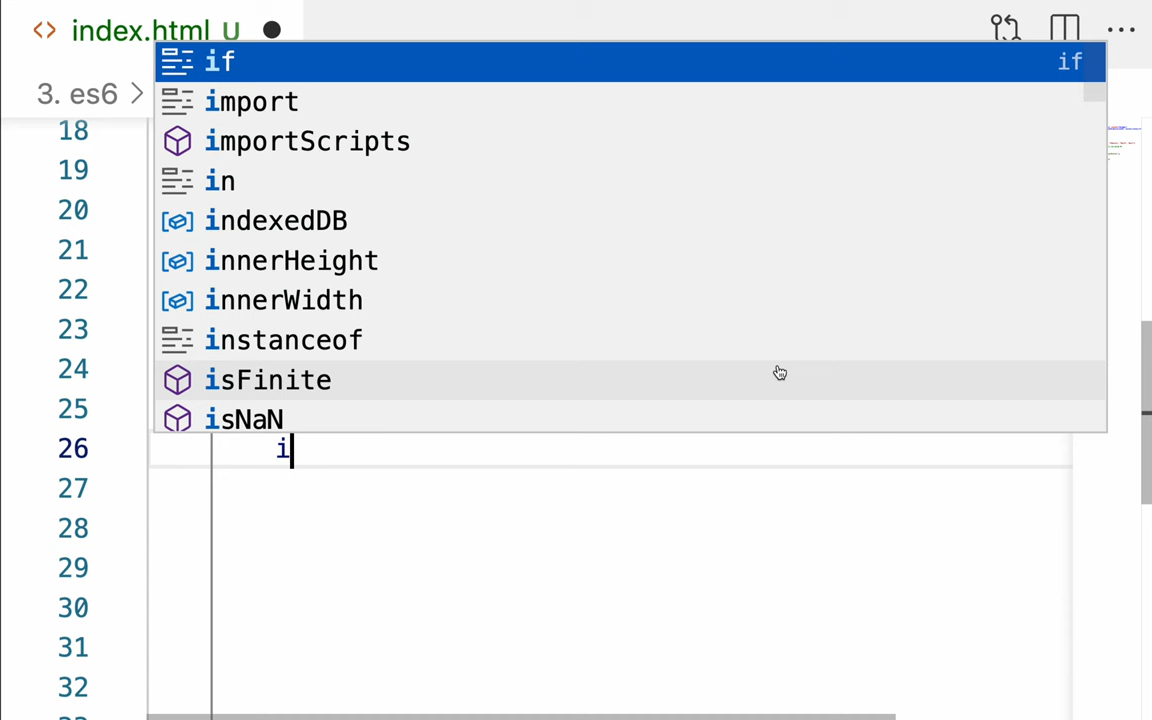 index.html U
3. es6
if if
import
importScripts
in
indexedDB
innerHeight
innerWidth
instanceof
isFinite
isNaN
18
19
20
21
22
23
24
25
26 i
27
28
29
30
31
32